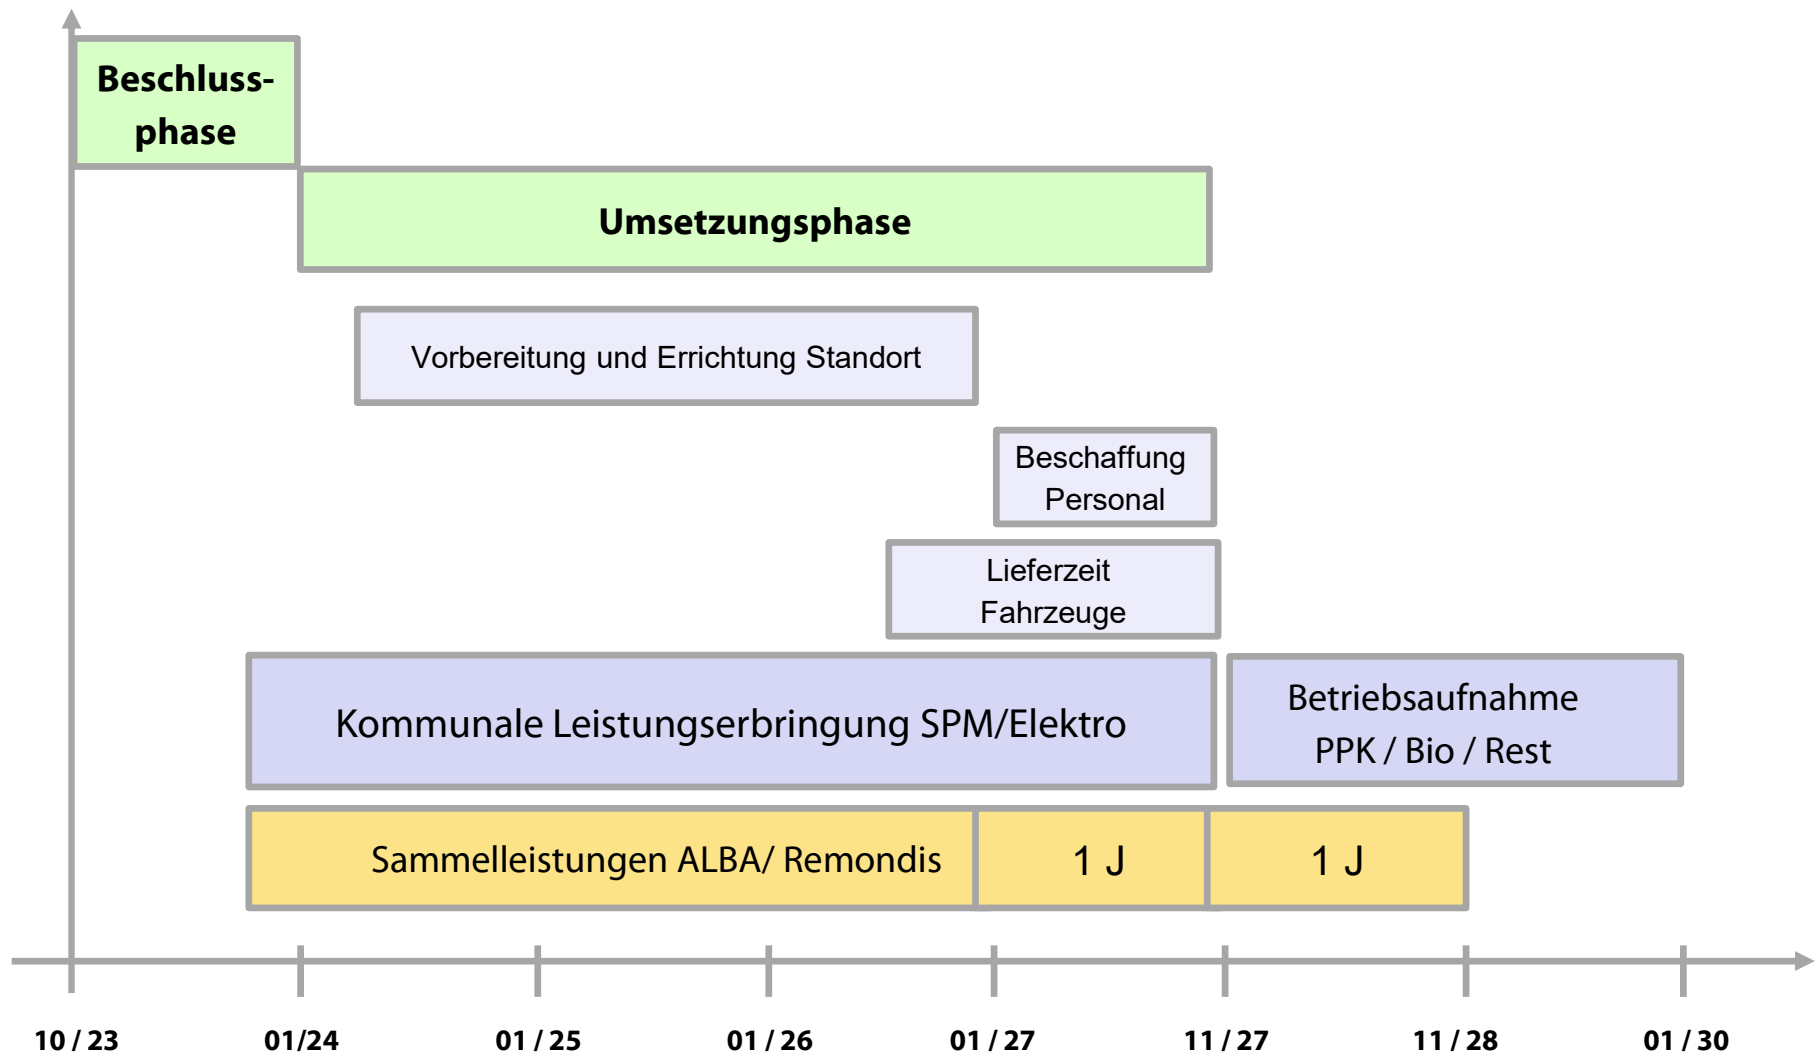 Beschluss-
phase
Umsetzungsphase
Vorbereitung und Errichtung Standort
Beschaffung
Personal
Lieferzeit
Fahrzeuge
Kommunale Leistungserbringung SPM/Elektro
Betriebsaufnahme
PPK / Bio / Rest
Sammelleistungen ALBA/ Remondis
1 J
1 J
10 / 23
01/24
01 / 25
01 / 26
01 / 27
11 / 27
11 / 28
01 / 30